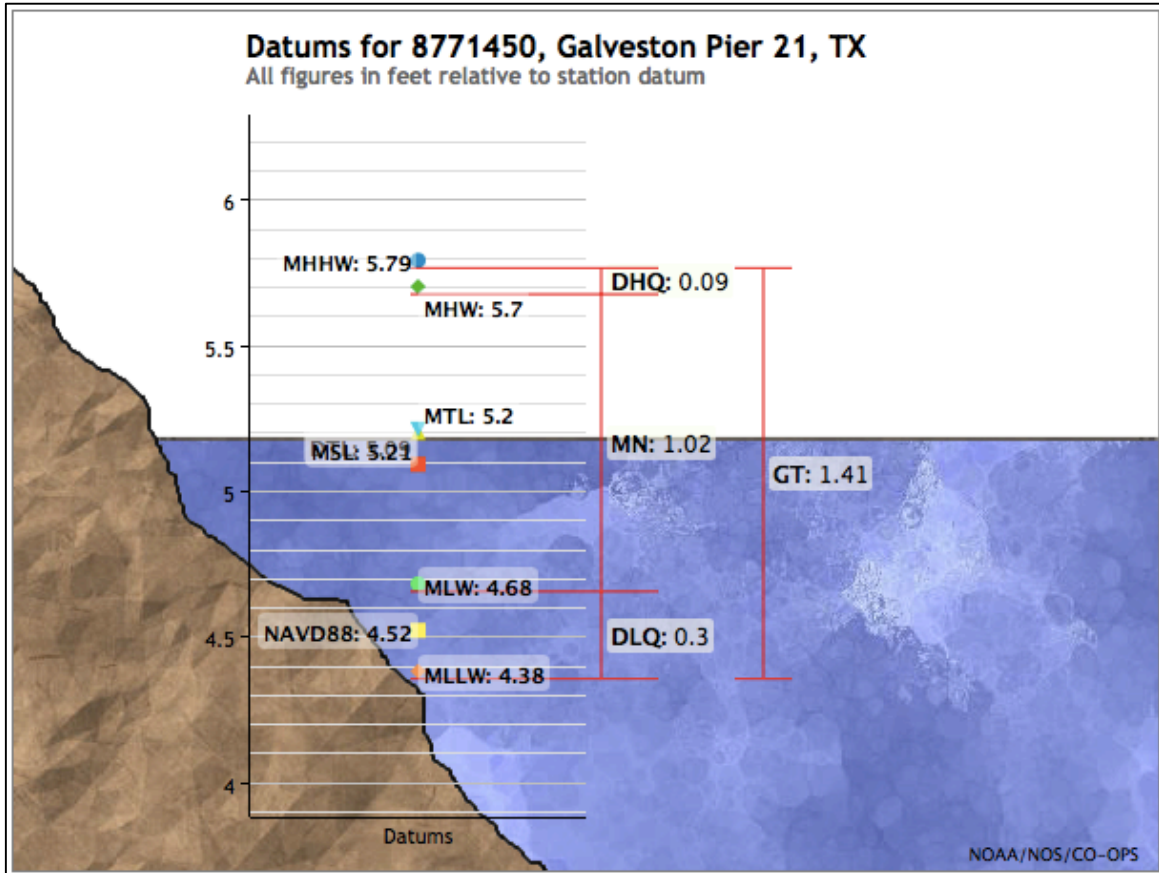 Datums for 8771450, Galveston Pier 21, TX
All figures in feet relative to station datum
6
MHHW: 5.79
DHQ: 0.09
MHW: 5.7
5.5
MTL: 5.2
MSL: 5.21
MN: 1.02
GT: 1.41
5
MLW: 4.68
NAVD88: 4.52
4.5
DLQ: 0.3
MLLW: 4.38
4
Datums
NOAA/NOS/CO-OPS